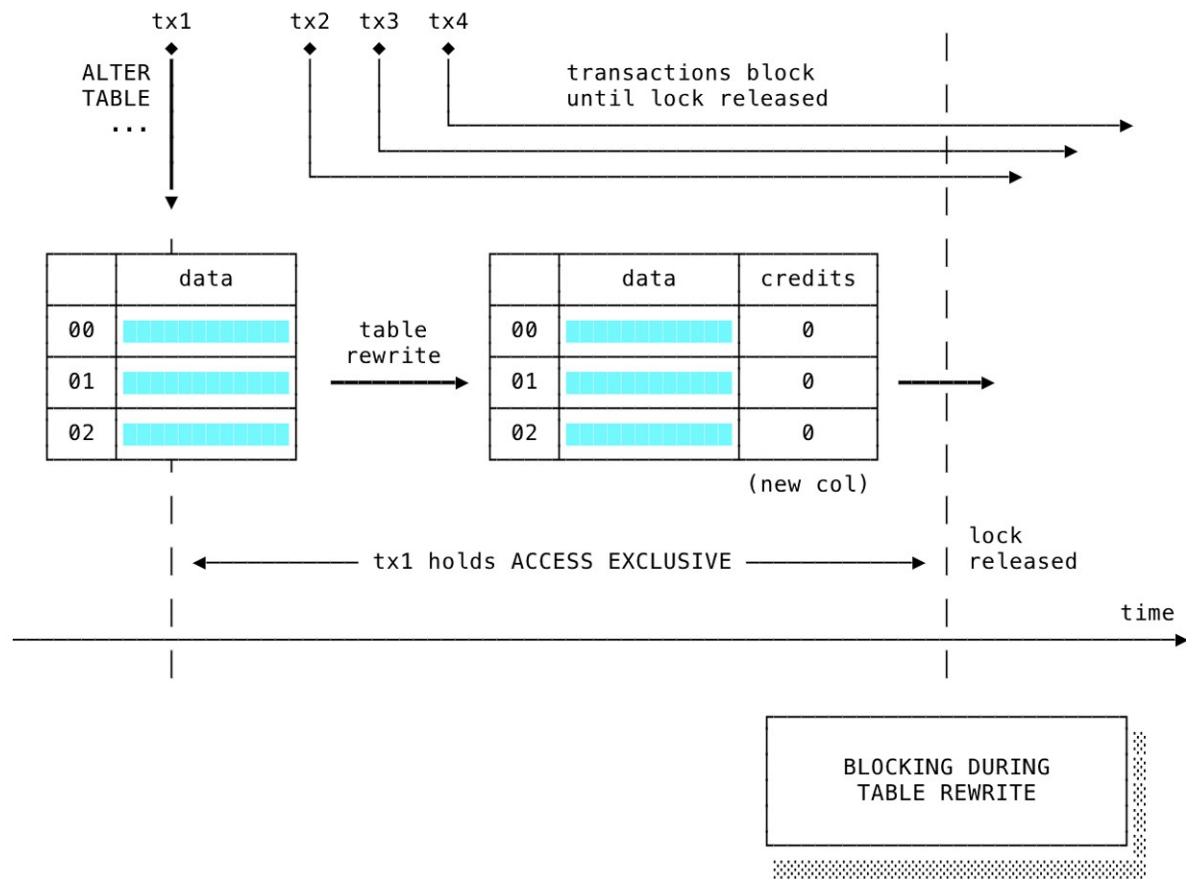 tx1 tx2 tx3 tx4
ALTER
TABLE
...
transactions block
until lock released
data
00
01
02
table
rewrite
data credits
00 0
01 0
02 0
(new col)
tx1 holds ACCESS EXCLUSIVE
lock
released
time
BLOCKING DURING
TABLE REWRITE